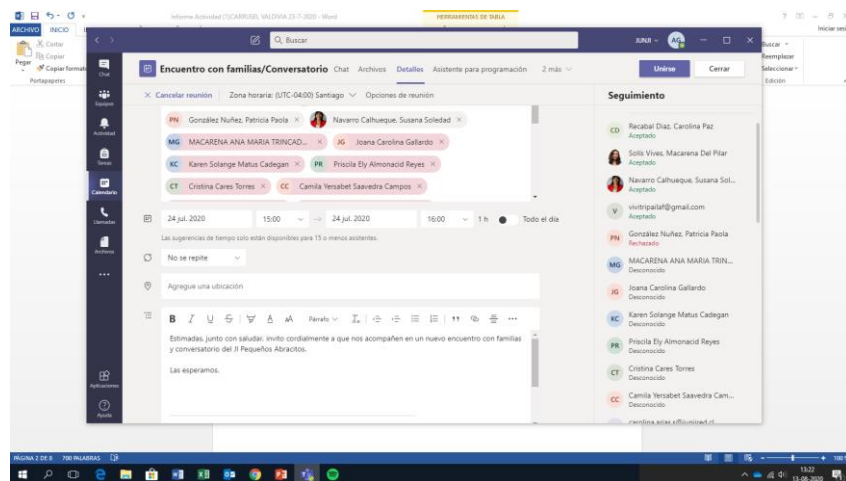 Informe Actividad (1)CARRUSEL VALDIVIA 23-7-2020 - Word
HERRAMIENTAS DE TABLA
ARCHIVO
INICIO
Iniciar sesi
Cortar
Copiar
Pegar
Copiar format
Portapapeles
Buscar
Reemplazar
Seleccionar
Edición
Buscar
JUNJI
AG
Chat
Equipos
Actividad
Tareas
Calendario
Llamadas
Archivos
Aplicaciones
Ayuda
Encuentro con familias/Conversatorio Chat Archivos Detalles Asistente para programación 2 más
Unirse
Cerrar
Cancelar reunión
Zona horaria: (UTC-04:00) Santiago
Opciones de reunión
PN González Nuñez, Patricia Paola
Navarro Calhueque, Susana Soledad
MG MACARENA ANA MARIA TRINCAD...
JG Joana Carolina Gallardo
KC Karen Solange Matus Cadegan
PR Priscila Ely Almonacid Reyes
CT Cristina Cares Torres
CC Camila Yersabet Saavedra Campos
24 jul. 2020 15:00 → 24 jul. 2020 16:00 1 h Todo el día
Las sugerencias de tiempo solo están disponibles para 15 o menos asistentes.
No se repite
Agregue una ubicación
Párrafo
Estimadas, junto con saludar, invito cordialmente a que nos acompañen en un nuevo encuentro con familias
y conversatorio del JI Pequeños Abracitos.
Las esperamos.
Seguimiento
CD Recabal Diaz, Carolina Paz
Aceptado
Solis Vives, Macarena Del Pilar
Aceptado
Navarro Calhueque, Susana Sol...
Aceptado
V vivitripailaf@gmail.com
Aceptado
PN González Nuñez, Patricia Paola
Rechazado
MG MACARENA ANA MARIA TRIN...
Desconocido
JG Joana Carolina Gallardo
Desconocido
KC Karen Solange Matus Cadegan
Desconocido
PR Priscila Ely Almonacid Reyes
Desconocido
CT Cristina Cares Torres
Desconocido
CC Camila Yersabet Saavedra Cam...
Desconocido
PÁGINA 2 DE 8 700 PALABRAS
13:22
13-08-2020